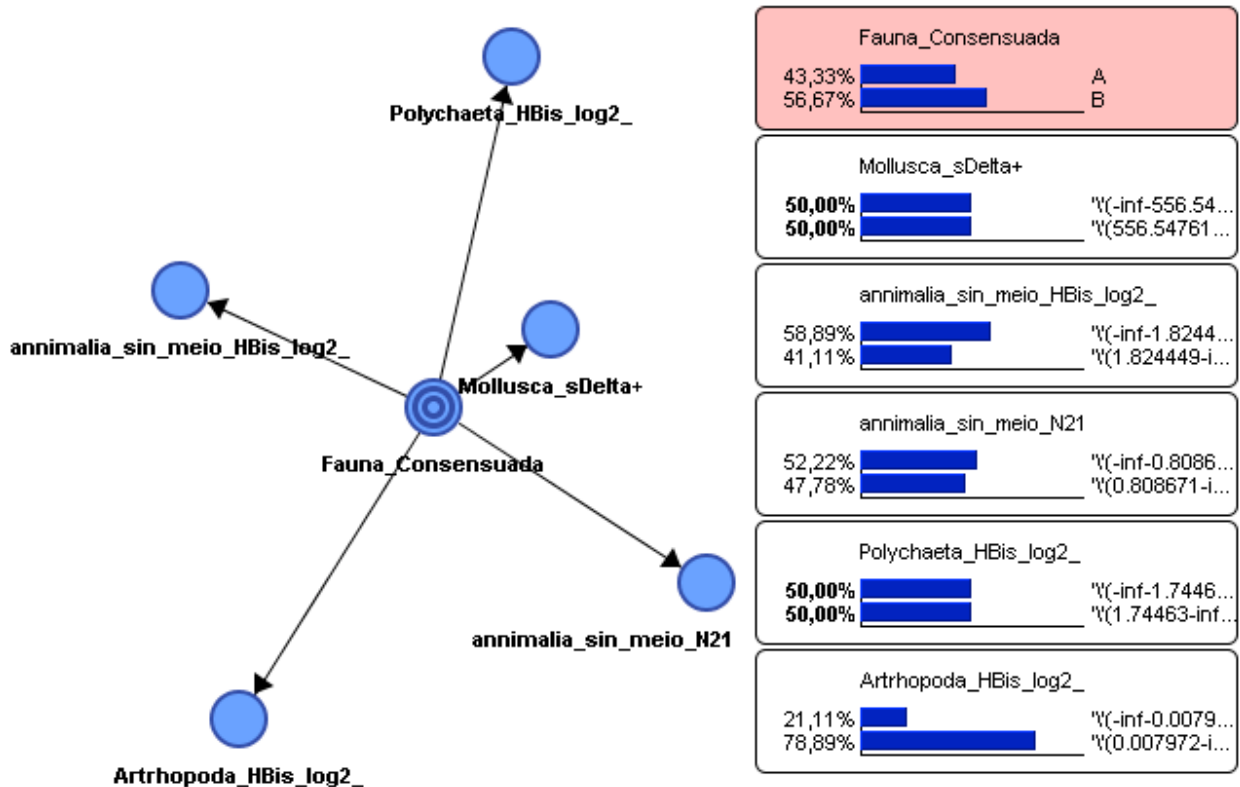 Polychaeta_HBis_log2_
annimalia_sin_meio_HBis_log2_
Mollusca_sDelta+
Fauna_Consensuada
annimalia_sin_meio_N21
Artrhopoda_HBis_log2_
Fauna_Consensuada
43,33% A
56,67% B
Mollusca_sDelta+
50,00% '\'(-inf-556.54...
50,00% '\'(556.54761...
annimalia_sin_meio_HBis_log2_
58,89% '\'(-inf-1.8244...
41,11% '\'(1.824449-i...
annimalia_sin_meio_N21
52,22% '\'(-inf-0.8086...
47,78% '\'(0.808671-i...
Polychaeta_HBis_log2_
50,00% '\'(-inf-1.7446...
50,00% '\'(1.74463-inf...
Artrhopoda_HBis_log2_
21,11% '\'(-inf-0.0079...
78,89% '\'(0.007972-i...